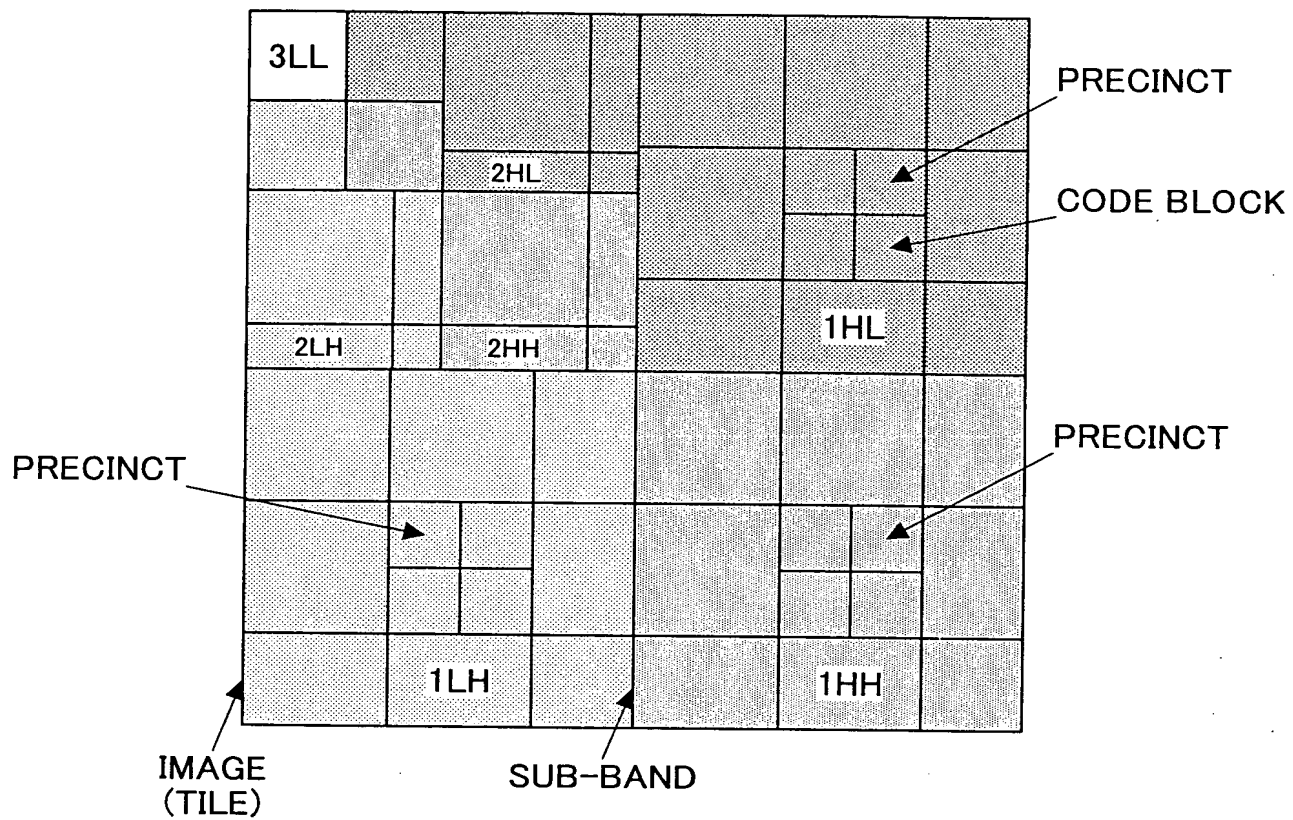 3LL
PRECINCT
2HL
CODE BLOCK
1HL
2LH
2HH
PRECINCT
PRECINCT
1LH
1HH
IMAGE
(TILE)
SUB-BAND